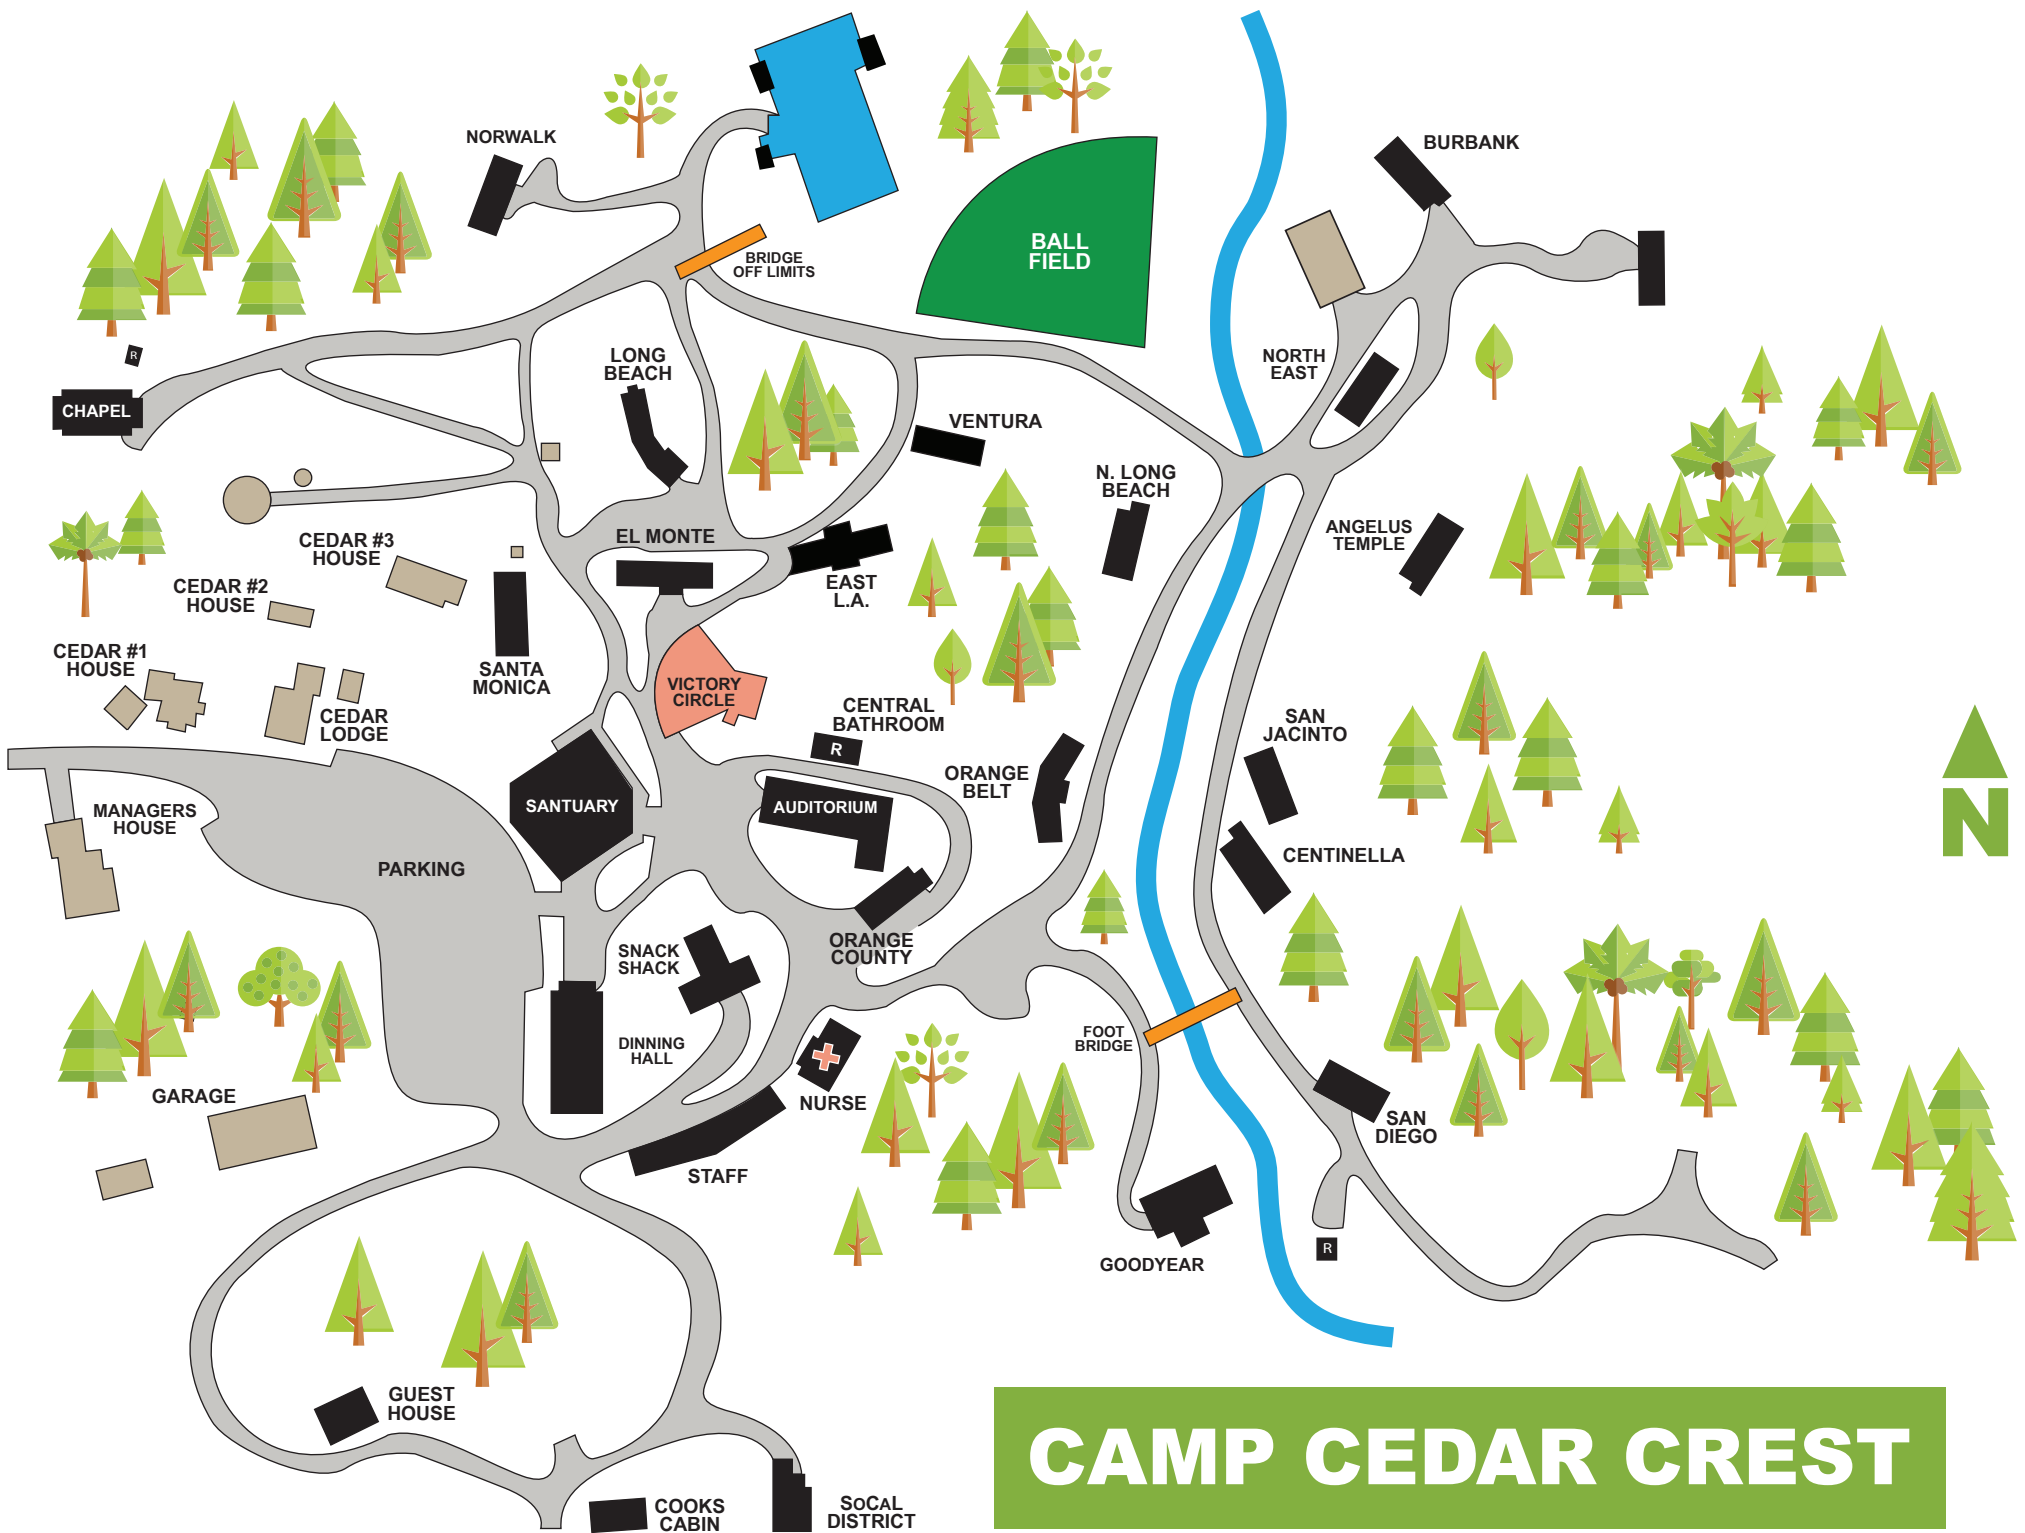 NORWALK
BURBANK
BRIDGE
OFF LIMITS
BALL
FIELD
R
CHAPEL
LONG
BEACH
NORTH
EAST
VENTURA
N. LONG
BEACH
ANGELUS
TEMPLE
EL MONTE
CEDAR #3
HOUSE
EAST
L.A.
CEDAR #2
HOUSE
CEDAR #1
HOUSE
SANTA
MONICA
VICTORY
CIRCLE
CENTRAL
BATHROOM
R
CEDAR
LODGE
SAN
JACINTO
ORANGE
BELT
N
MANAGERS
HOUSE
SANTUARY
AUDITORIUM
PARKING
CENTINELLA
SNACK
SHACK
ORANGE
COUNTY
DINNING
HALL
FOOT
BRIDGE
GARAGE
NURSE
SAN
DIEGO
STAFF
GOODYEAR
R
GUEST
HOUSE
COOKS
CABIN
SOCAL
DISTRICT
CAMP CEDAR CREST